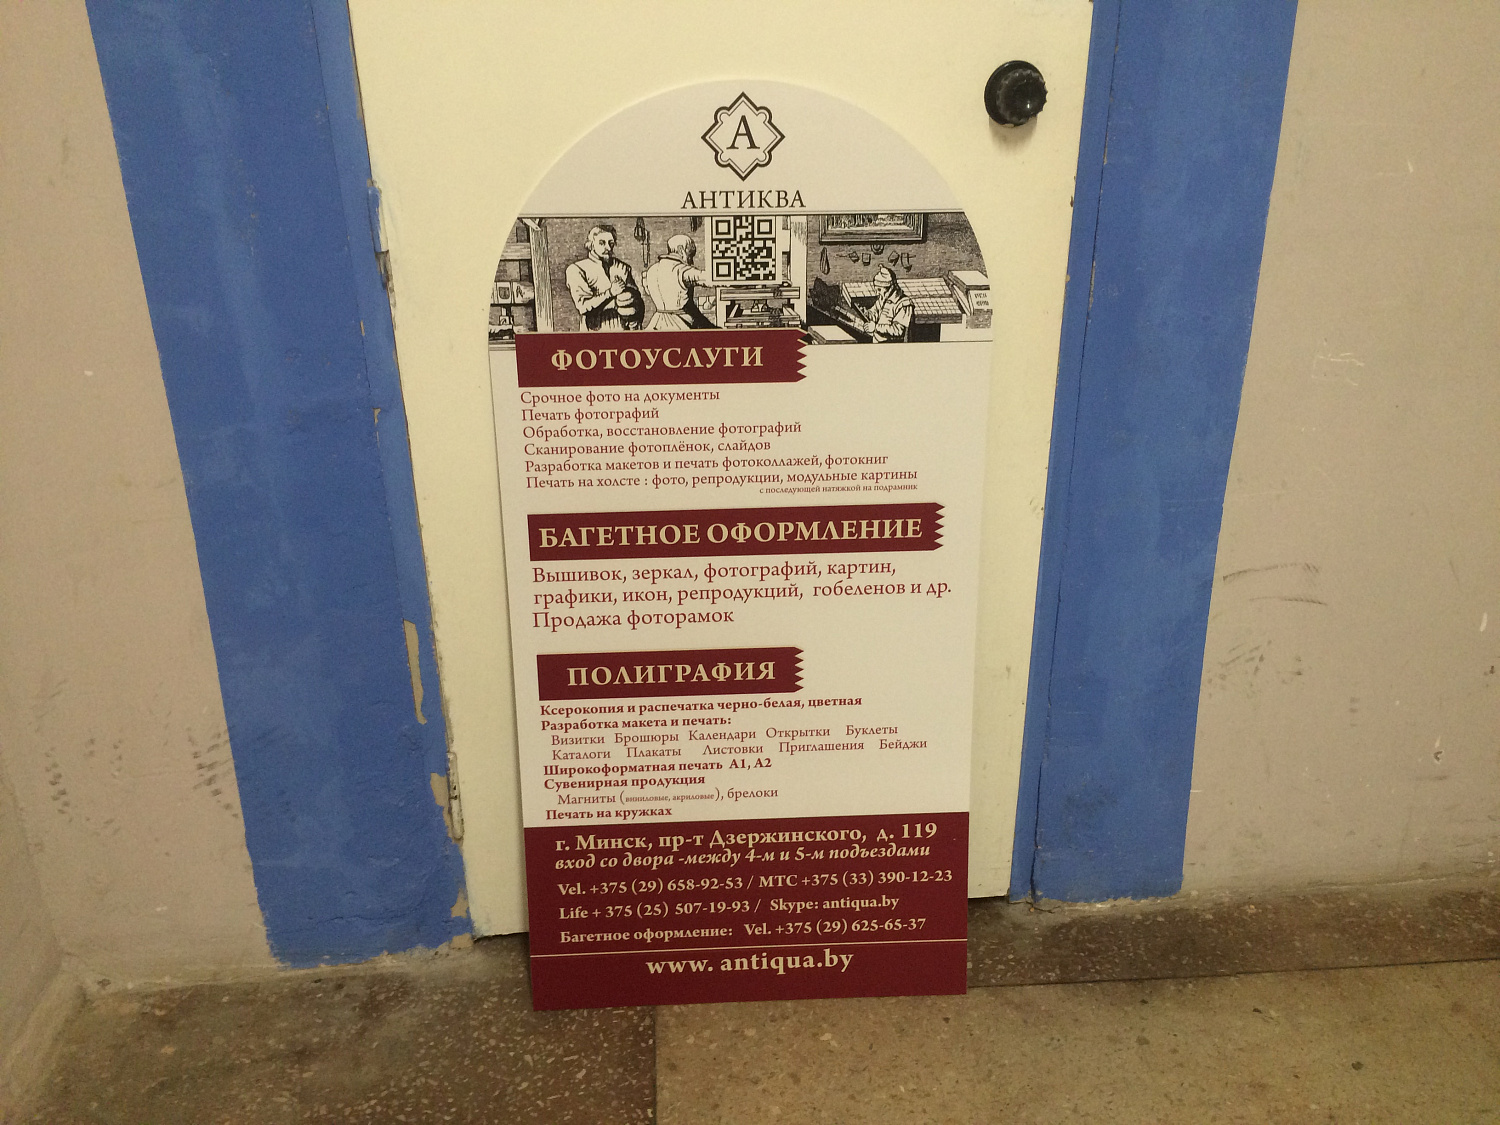 А
АНТИКВА
ФОТОУСЛУГИ
Срочное фото на документы
Печать фотографий
Обработка, восстановление фотографий
Сканирование фотоплёнок, слайдов
Разработка макетов и печать фотоколлажей, фотокниг
Печать на холсте : фото, репродукции, модульные картины
с последующей натяжкой на подрамник
БАГЕТНОЕ ОФОРМЛЕНИЕ
Вышивок, зеркал, фотографий, картин,
графики, икон, репродукций, гобеленов и др.
Продажа фоторамок
ПОЛИГРАФИЯ
Ксерокопия и распечатка черно-белая, цветная
Разработка макета и печать:
Визитки Брошюры Календари Открытки Буклеты
Каталоги Плакаты Листовки Приглашения Бейджи
Широкоформатная печать А1, А2
Сувенирная продукция
Магниты (виниловые, акриловые), брелоки
Печать на кружках
г. Минск, пр-т Дзержинского, д. 119
вход со двора -между 4-м и 5-м подъездами
Vel. +375 (29) 658-92-53 / МТС +375 (33) 390-12-23
Life + 375 (25) 507-19-93 / Skype: antiqua.by
Багетное оформление: Vel. +375 (29) 625-65-37
www. antiqua.by